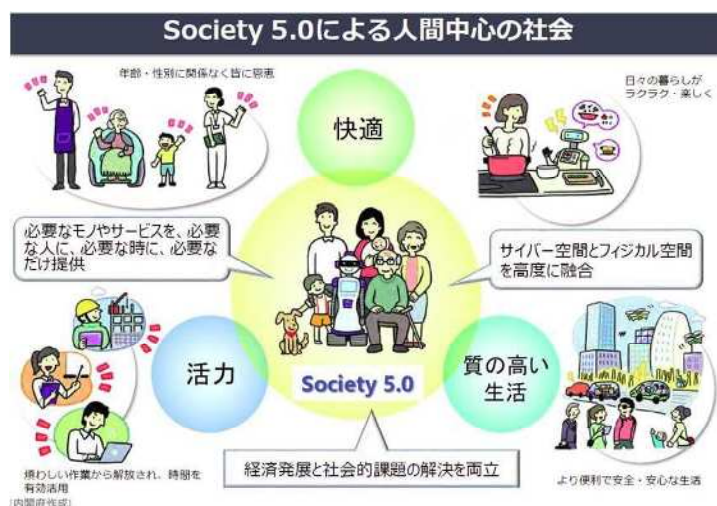 Society 5.0による人間中心の社会
年齢・性別に関係なく皆に恩恵
快適
日々の暮らしが
ラクラク・楽しく
必要なモノやサービスを、必要
な人に、必要な時に、必要な
だけ提供
サイバー空間とフィジカル空間
を高度に融合
活力
Society 5.0
質の高い
生活
経済発展と社会的課題の解決を両立
煩わしい作業から解放され、時間を
有効活用
より便利で安全・安心な生活
[内閣府作成]